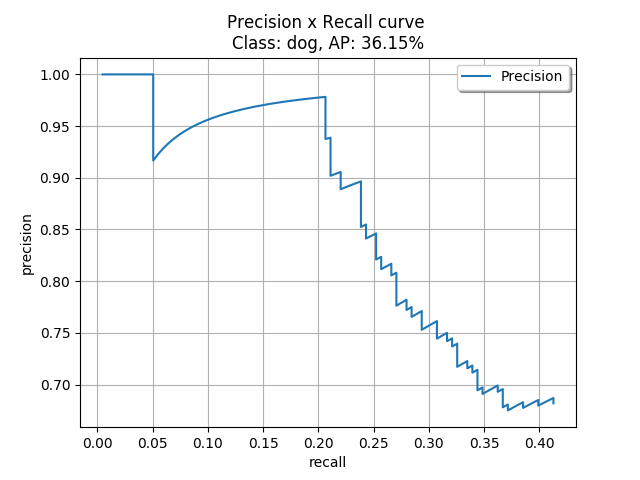 Precision x Recall curve
Class: dog, AP: 36.15%
Precision
1.00
0.95
0.90
0.85
0.80
0.75
0.70
precision
0.00 0.05 0.10 0.15 0.20 0.25 0.30 0.35 0.40
recall